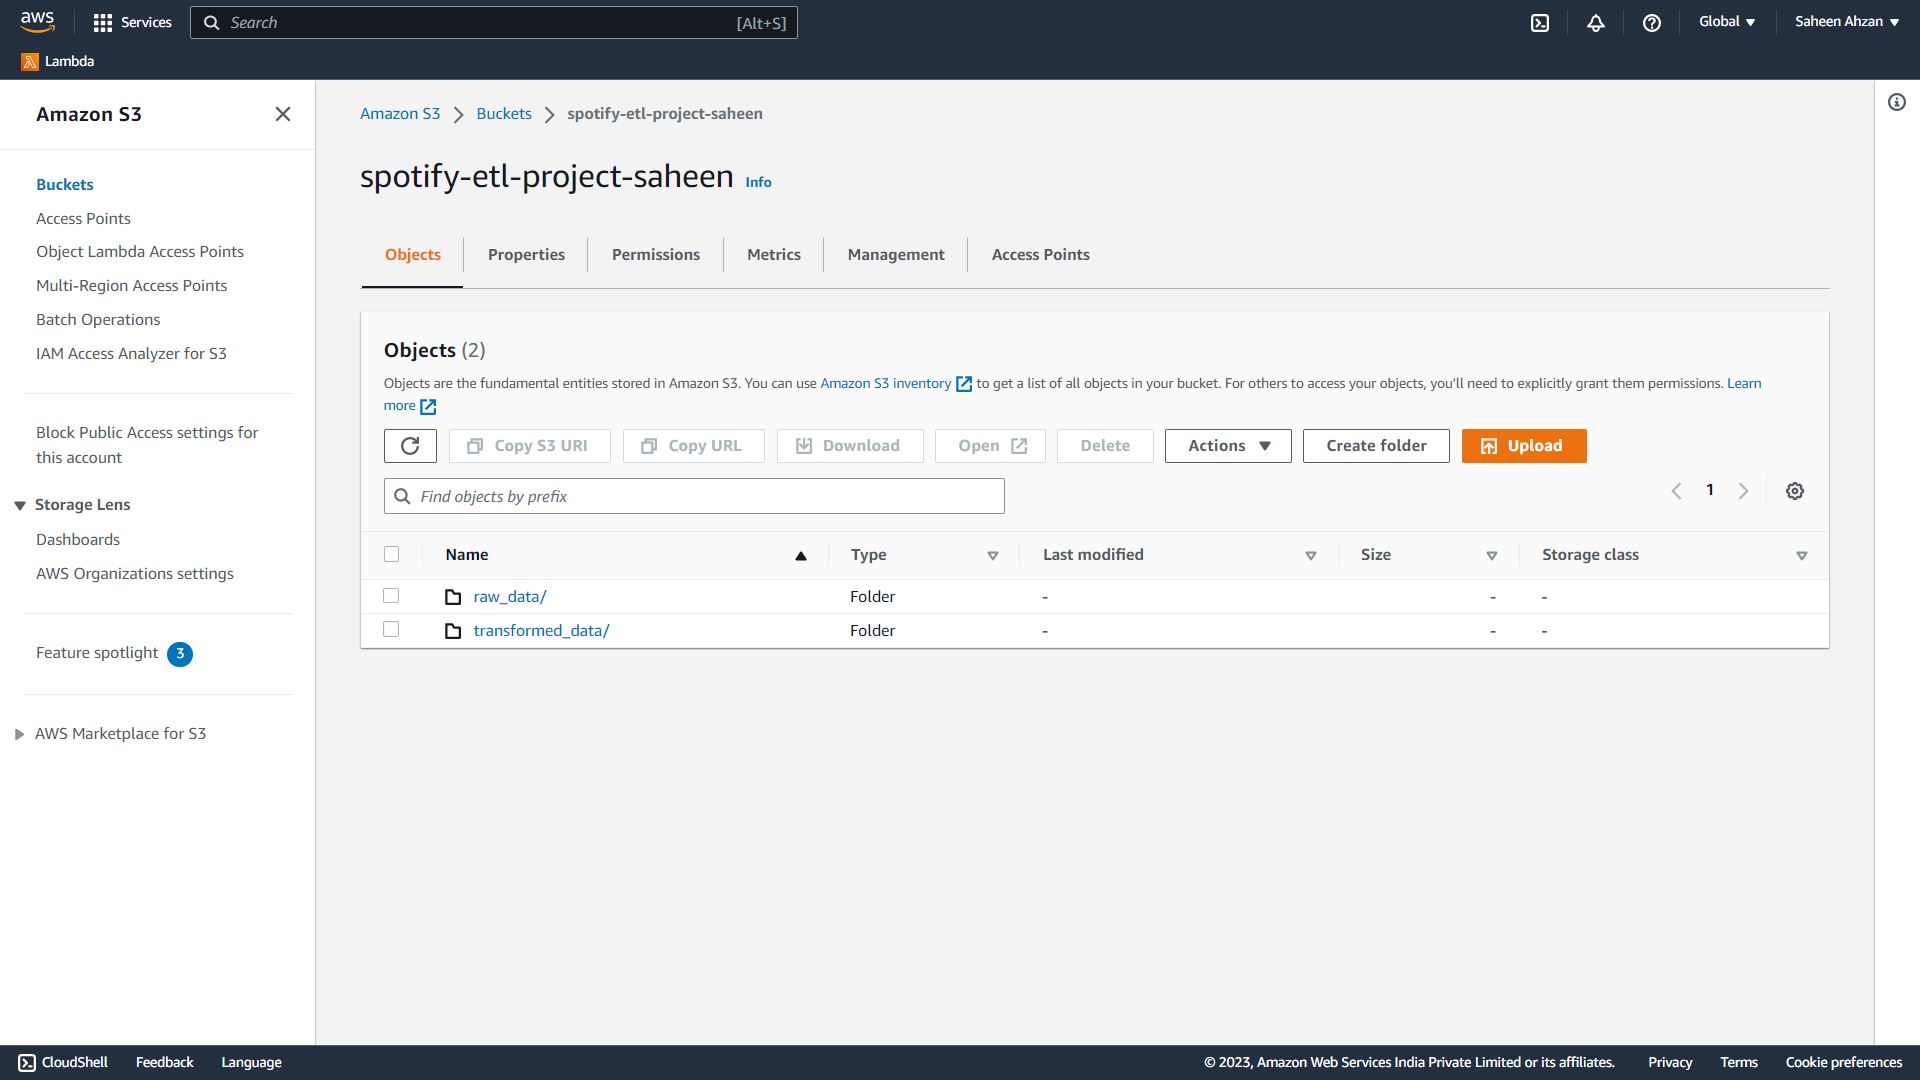 aws
Services
Search
[Alt+S]
Global
Saheen Ahzan
Lambda
Amazon S3
Buckets
Access Points
Object Lambda Access Points
Multi-Region Access Points
Batch Operations
IAM Access Analyzer for S3
Block Public Access settings for
this account
Storage Lens
Dashboards
AWS Organizations settings
Feature spotlight 3
AWS Marketplace for S3
Amazon S3 > Buckets > spotify-etl-project-saheen
spotify-etl-project-saheen Info
Objects
Properties
Permissions
Metrics
Management
Access Points
Objects (2)
Objects are the fundamental entities stored in Amazon S3. You can use Amazon S3 inventory to get a list of all objects in your bucket. For others to access your objects, you’ll need to explicitly grant them permissions. Learn
more
Copy S3 URI
Copy URL
Download
Open
Delete
Actions
Create folder
Upload
Find objects by prefix
1
Name Type Last modified Size Storage class
raw_data/ Folder - - -
transformed_data/ Folder - - -
CloudShell
Feedback
Language
© 2023, Amazon Web Services India Private Limited or its affiliates.
Privacy
Terms
Cookie preferences